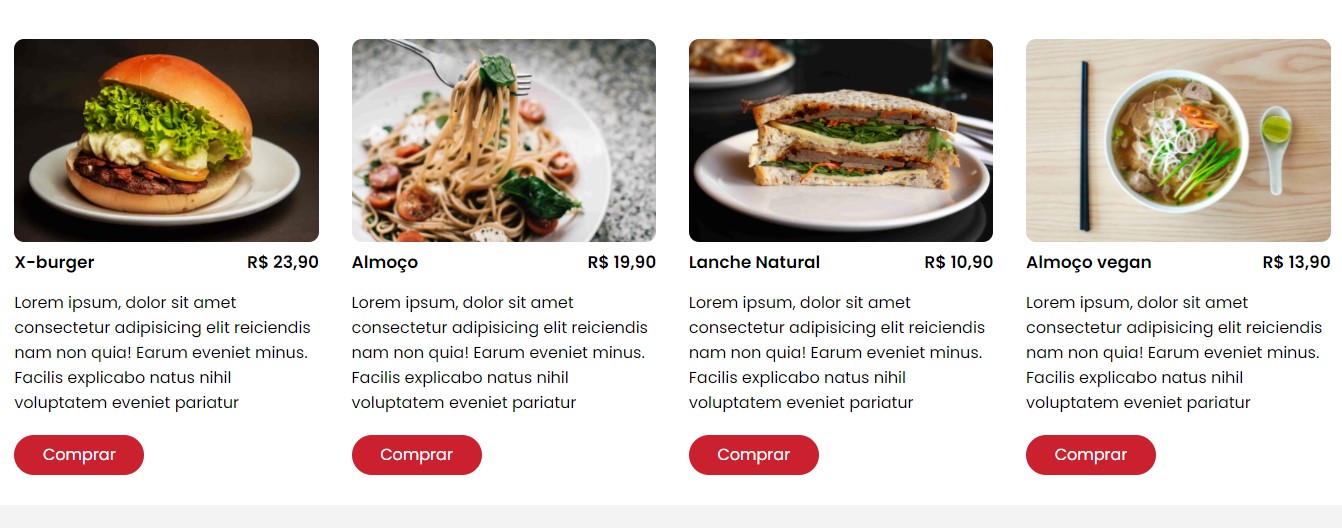 X-burger R$ 23,90
Lorem ipsum, dolor sit amet
consectetur adipisicing elit reiciendis
nam non quia! Earum eveniet minus.
Facilis explicabo natus nihil
voluptatem eveniet pariatur
Comprar
Almoço R$ 19,90
Lorem ipsum, dolor sit amet
consectetur adipisicing elit reiciendis
nam non quia! Earum eveniet minus.
Facilis explicabo natus nihil
voluptatem eveniet pariatur
Comprar
Lanche Natural R$ 10,90
Lorem ipsum, dolor sit amet
consectetur adipisicing elit reiciendis
nam non quia! Earum eveniet minus.
Facilis explicabo natus nihil
voluptatem eveniet pariatur
Comprar
Almoço vegan R$ 13,90
Lorem ipsum, dolor sit amet
consectetur adipisicing elit reiciendis
nam non quia! Earum eveniet minus.
Facilis explicabo natus nihil
voluptatem eveniet pariatur
Comprar